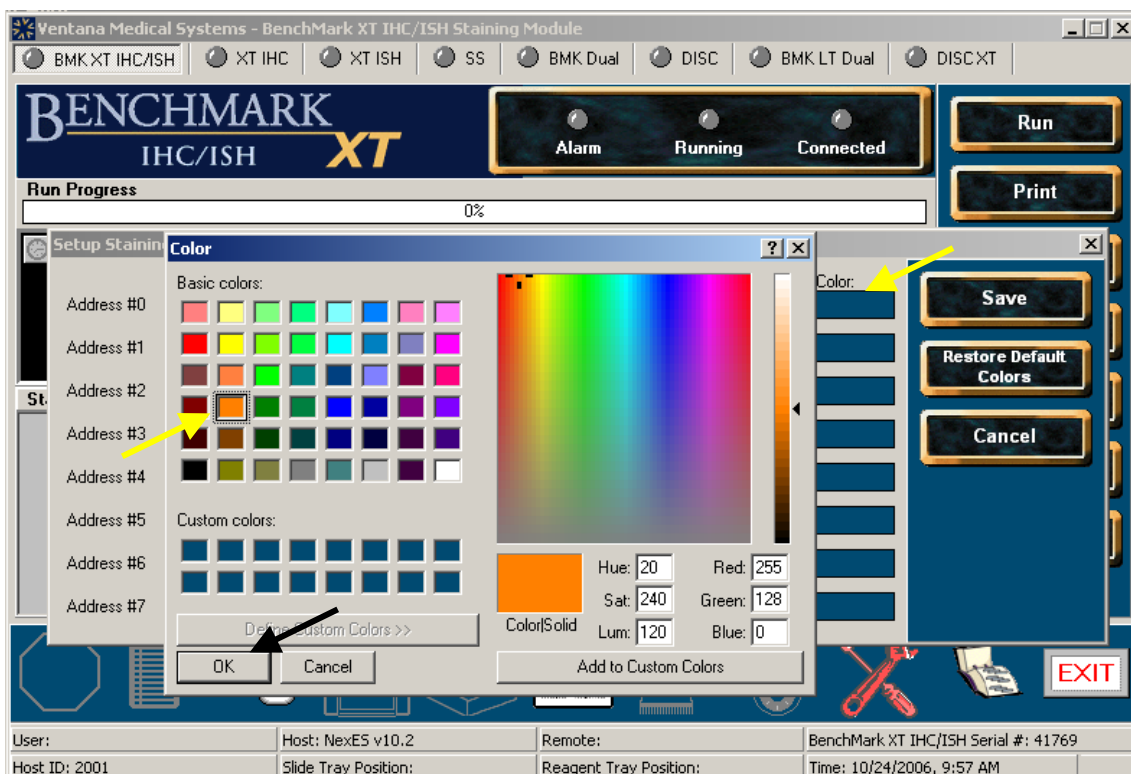 Ventana Medical Systems - BenchMark XT IHC/ISH Staining Module
BMK XT IHC/ISH XT IHC XT ISH SS BMK Dual DISC BMK LT Dual DISC XT
BENCHMARK
IHC/ISH XT
Alarm Running Connected
Run
Print
Run Progress
0%
Setup Staining
Color
Basic colors:
Color:
Address #0
Address #1
Address #2
Address #3
Address #4
Address #5
Address #6
Address #7
Save
Restore Default
Colors
Cancel
Custom colors:
Define Custom Colors >>
OK Cancel
Hue: 20 Red: 255
Sat: 240 Green: 128
Color|Solid Lum: 120 Blue: 0
Add to Custom Colors
EXIT
User: Host: NexES v10.2 Remote: BenchMark XT IHC/ISH Serial #: 41769
Host ID: 2001 Slide Tray Position: Reagent Tray Position: Time: 10/24/2006, 9:57 AM